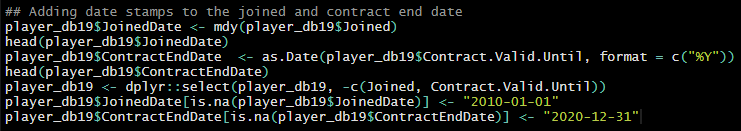 ## Adding date stamps to the joined and contract end date
player_db19$JoinedDate <- mdy(player_db19$Joined)
head(player_db19$JoinedDate)
player_db19$ContractEndDate  <- as.Date(player_db19$Contract.Valid.Until, format = c("%Y"))
head(player_db19$ContractEndDate)
player_db19 <- dplyr::select(player_db19, -c(Joined, Contract.Valid.Until))
player_db19$JoinedDate[is.na(player_db19$JoinedDate)] <- "2010-01-01"
player_db19$ContractEndDate[is.na(player_db19$ContractEndDate)] <- "2020-12-31"